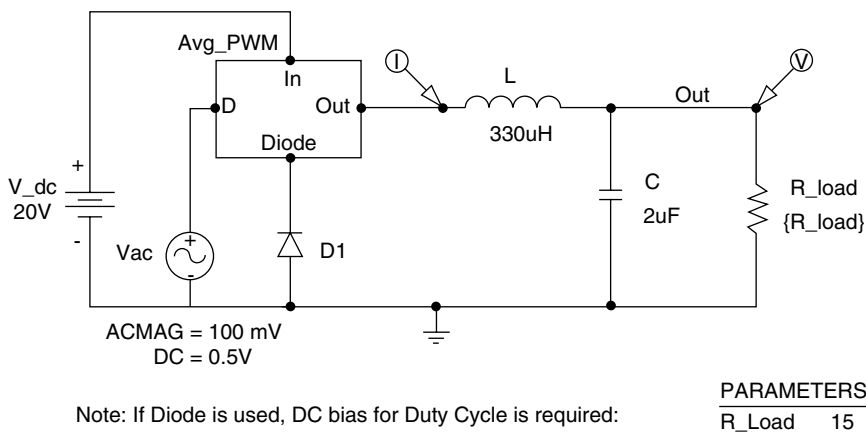 Avg_PWM
In
D
Out
Diode
I
L
330uH
Out
V
+
V_dc
20V
-
Vac
+
-
D1
C
2uF
R_load
{R_load}
ACMAG = 100 mV
DC = 0.5V
Note: If Diode is used, DC bias for Duty Cycle is required:
PARAMETERS
R_Load 15